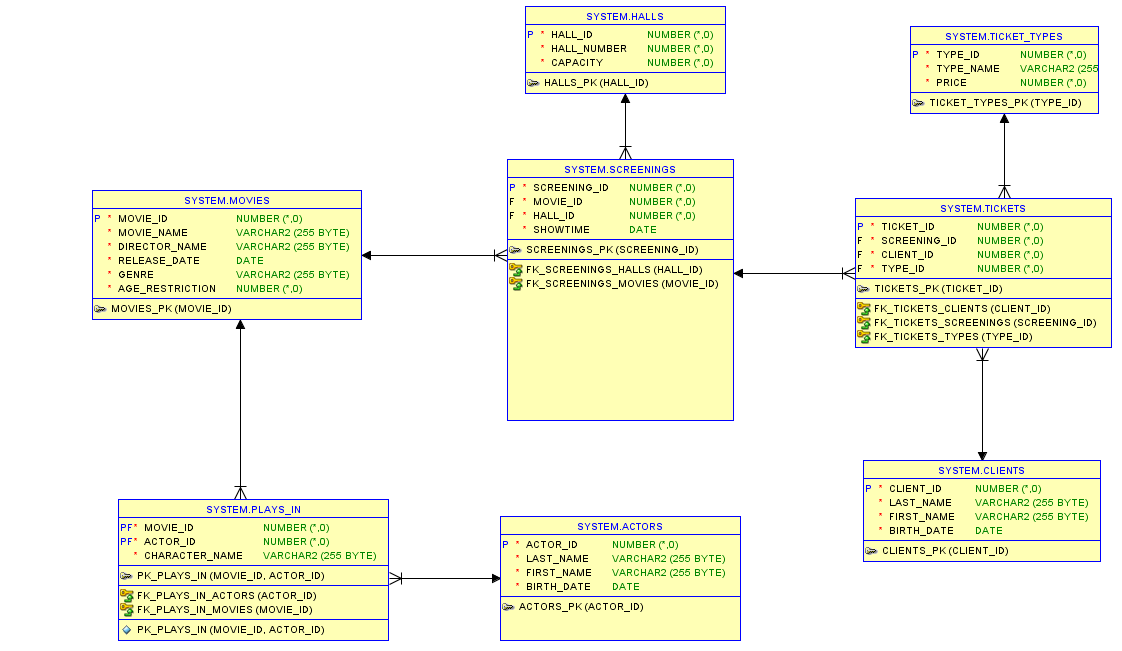 SYSTEM.HALLS
P * HALL_ID NUMBER (*,0)
* HALL_NUMBER NUMBER (*,0)
* CAPACITY NUMBER (*,0)
HALLS_PK (HALL_ID)
SYSTEM.TICKET_TYPES
P * TYPE_ID NUMBER (*,0)
* TYPE_NAME VARCHAR2 (255
* PRICE NUMBER (*,0)
TICKET_TYPES_PK (TYPE_ID)
SYSTEM.MOVIES
P * MOVIE_ID NUMBER (*,0)
* MOVIE_NAME VARCHAR2 (255 BYTE)
* DIRECTOR_NAME VARCHAR2 (255 BYTE)
* RELEASE_DATE DATE
* GENRE VARCHAR2 (255 BYTE)
* AGE_RESTRICTION NUMBER (*,0)
MOVIES_PK (MOVIE_ID)
SYSTEM.SCREENINGS
P * SCREENING_ID NUMBER (*,0)
F * MOVIE_ID NUMBER (*,0)
F * HALL_ID NUMBER (*,0)
* SHOWTIME DATE
SCREENINGS_PK (SCREENING_ID)
FK_SCREENINGS_HALLS (HALL_ID)
FK_SCREENINGS_MOVIES (MOVIE_ID)
SYSTEM.TICKETS
P * TICKET_ID NUMBER (*,0)
F * SCREENING_ID NUMBER (*,0)
F * CLIENT_ID NUMBER (*,0)
F * TYPE_ID NUMBER (*,0)
TICKETS_PK (TICKET_ID)
FK_TICKETS_CLIENTS (CLIENT_ID)
FK_TICKETS_SCREENINGS (SCREENING_ID)
FK_TICKETS_TYPES (TYPE_ID)
SYSTEM.PLAYS_IN
PF* MOVIE_ID NUMBER (*,0)
PF* ACTOR_ID NUMBER (*,0)
* CHARACTER_NAME VARCHAR2 (255 BYTE)
PK_PLAYS_IN (MOVIE_ID, ACTOR_ID)
FK_PLAYS_IN_ACTORS (ACTOR_ID)
FK_PLAYS_IN_MOVIES (MOVIE_ID)
PK_PLAYS_IN (MOVIE_ID, ACTOR_ID)
SYSTEM.ACTORS
P * ACTOR_ID NUMBER (*,0)
* LAST_NAME VARCHAR2 (255 BYTE)
* FIRST_NAME VARCHAR2 (255 BYTE)
* BIRTH_DATE DATE
ACTORS_PK (ACTOR_ID)
SYSTEM.CLIENTS
P * CLIENT_ID NUMBER (*,0)
* LAST_NAME VARCHAR2 (255 BYTE)
* FIRST_NAME VARCHAR2 (255 BYTE)
* BIRTH_DATE DATE
CLIENTS_PK (CLIENT_ID)